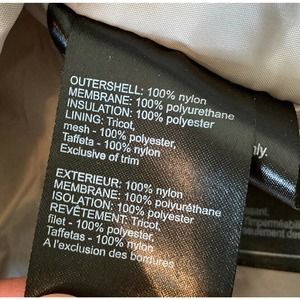 OUTERSHELL: 100% nylon
MEMBRANE: 100% polyurethane
INSULATION: 100% polyester
LINING: Tricot,
mesh - 100% polyester,
Taffeta - 100% nylon
Exclusive of trim
EXTERIEUR: 100% nylon
MEMBRANE: 100% polyuréthane
ISOLATION: 100% polyester
REVÊTEMENT: Tricot,
filet - 100% polyester,
Taffetas - 100% nylon
A l'exclusion des bordures